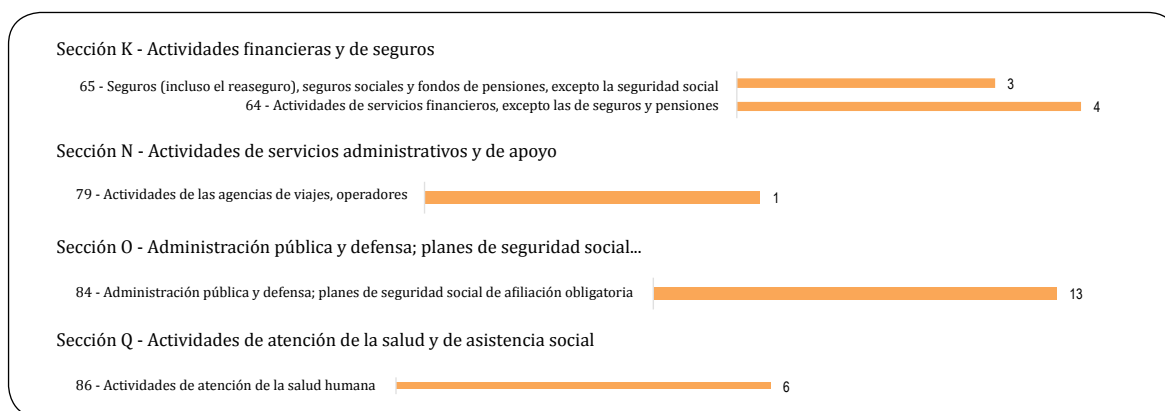 Sección K - Actividades financieras y de seguros
65 - Seguros (incluso el reaseguro), seguros sociales y fondos de pensiones, excepto la seguridad social 3
64 - Actividades de servicios financieros, excepto las de seguros y pensiones 4
Sección N - Actividades de servicios administrativos y de apoyo
79 - Actividades de las agencias de viajes, operadores 1
Sección O - Administración pública y defensa; planes de seguridad social...
84 - Administración pública y defensa; planes de seguridad social de afiliación obligatoria 13
Sección Q - Actividades de atención de la salud y de asistencia social
86 - Actividades de atención de la salud humana 6